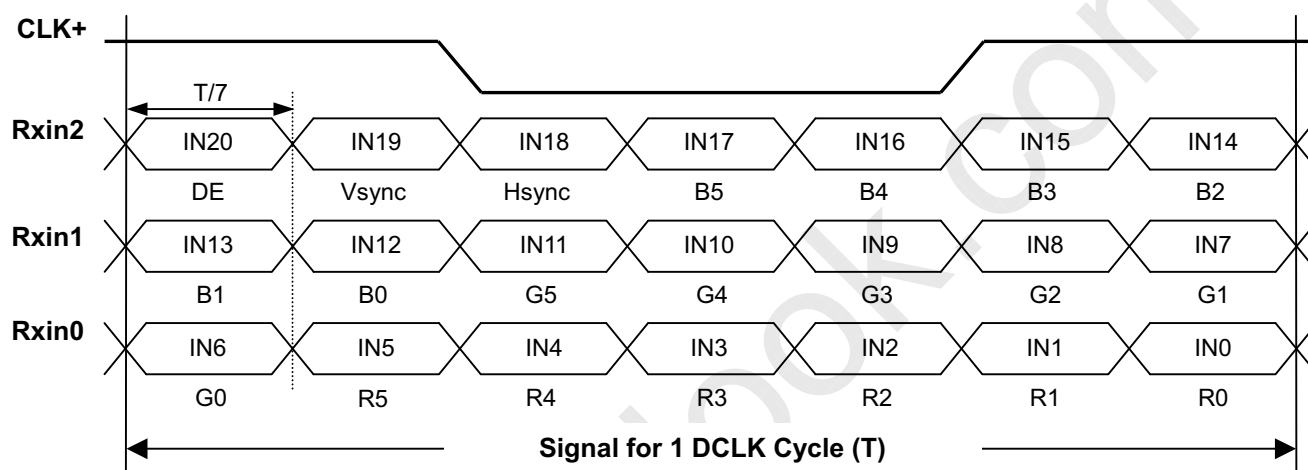 CLK+
T/7
Rxin2 IN20 IN19 IN18 IN17 IN16 IN15 IN14
DE Vsync Hsync B5 B4 B3 B2
Rxin1 IN13 IN12 IN11 IN10 IN9 IN8 IN7
B1 B0 G5 G4 G3 G2 G1
Rxin0 IN6 IN5 IN4 IN3 IN2 IN1 IN0
G0 R5 R4 R3 R2 R1 R0
Signal for 1 DCLK Cycle (T)